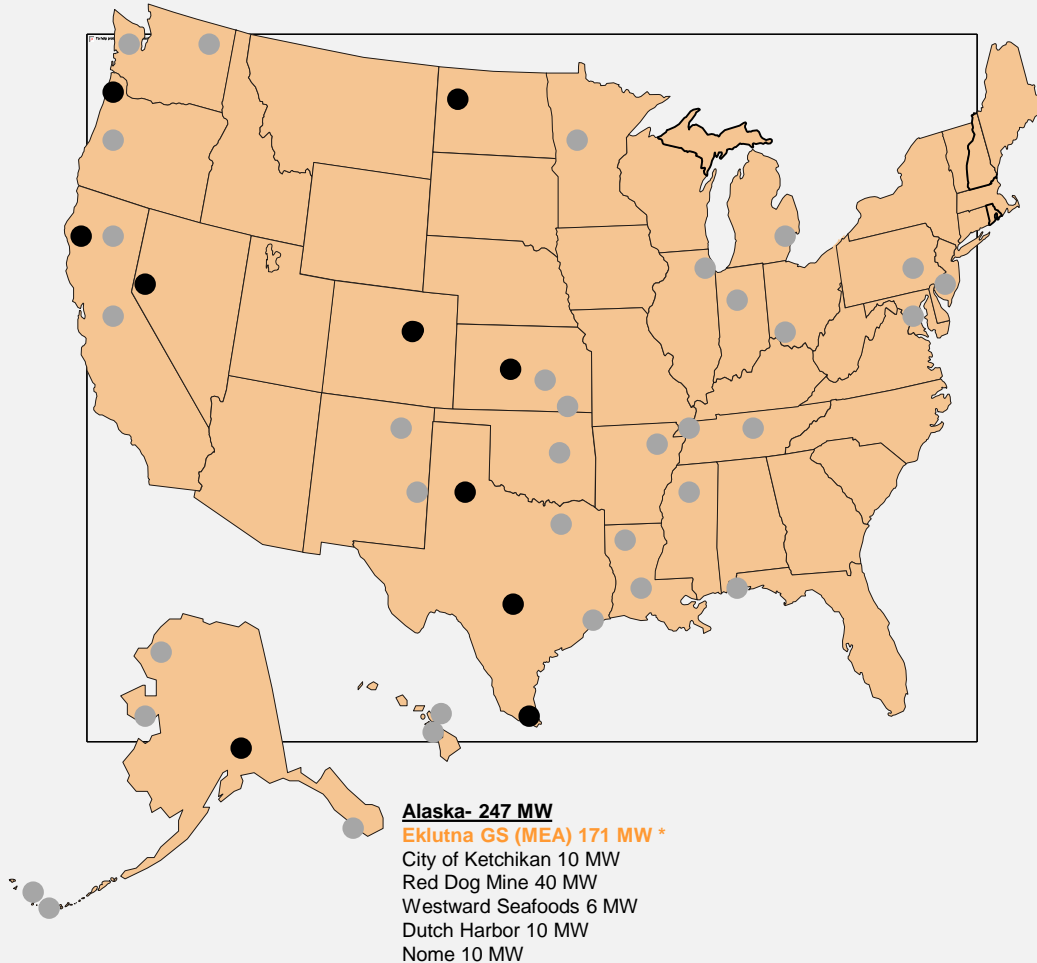 Alaska- 247 MW
Eklutna GS (MEA) 171 MW *
City of Ketchikan 10 MW
Red Dog Mine 40 MW
Westward Seafoods 6 MW
Dutch Harbor 10 MW
Nome 10 MW